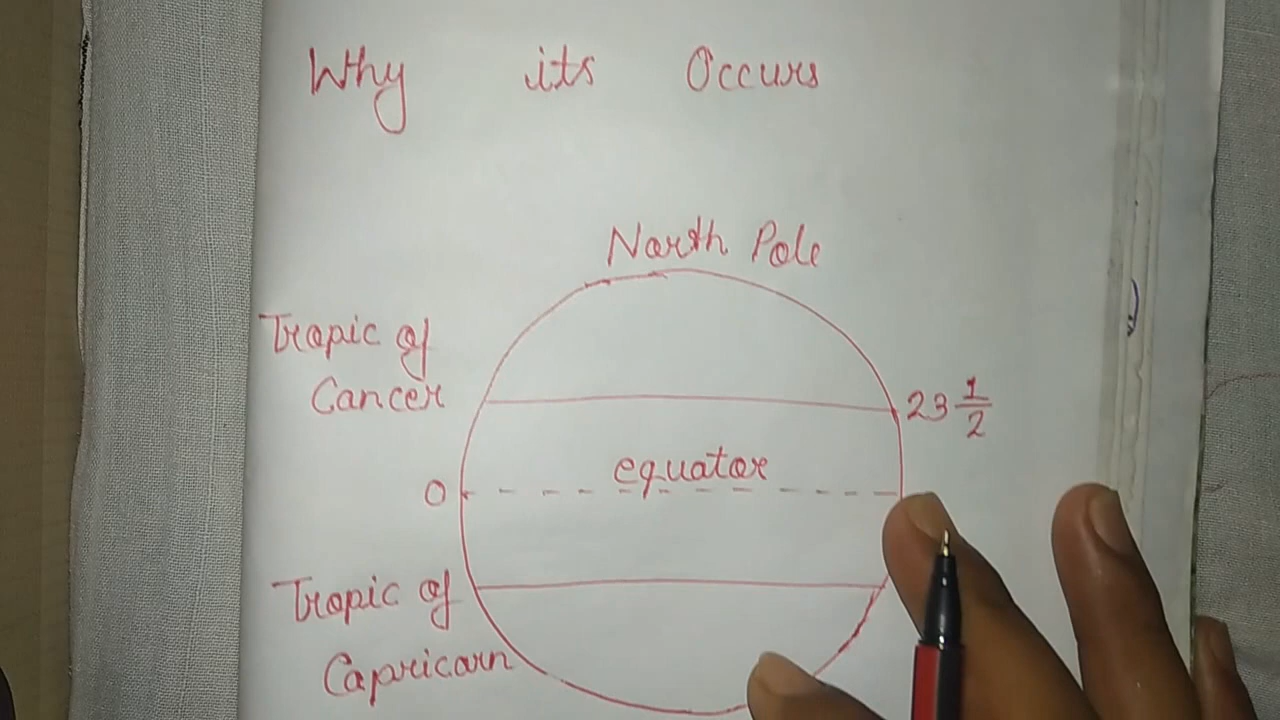 Why its Occurs
North Pole
Tropic of
Cancer
23 1/2
equator
0
Tropic of
Capricorn